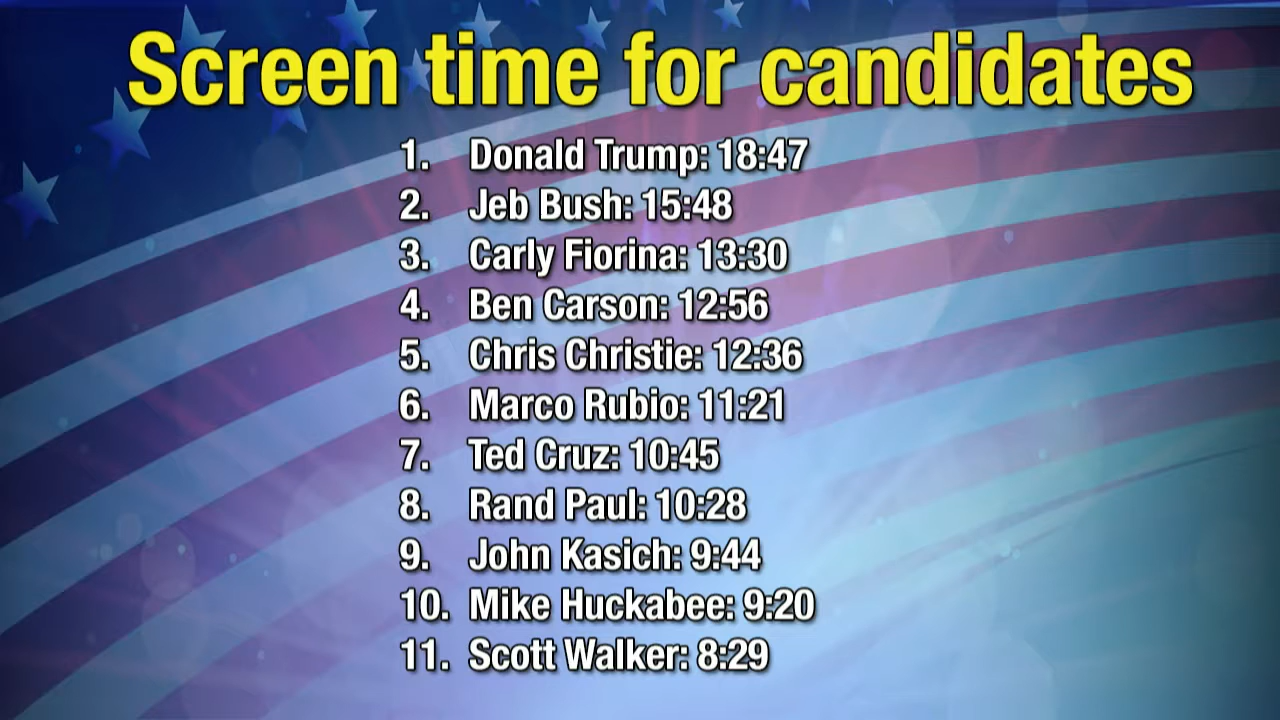 Screen time for candidates
1. Donald Trump: 18:47
2. Jeb Bush: 15:48
3. Carly Fiorina: 13:30
4. Ben Carson: 12:56
5. Chris Christie: 12:36
6. Marco Rubio: 11:21
7. Ted Cruz: 10:45
8. Rand Paul: 10:28
9. John Kasich: 9:44
10. Mike Huckabee: 9:20
11. Scott Walker: 8:29